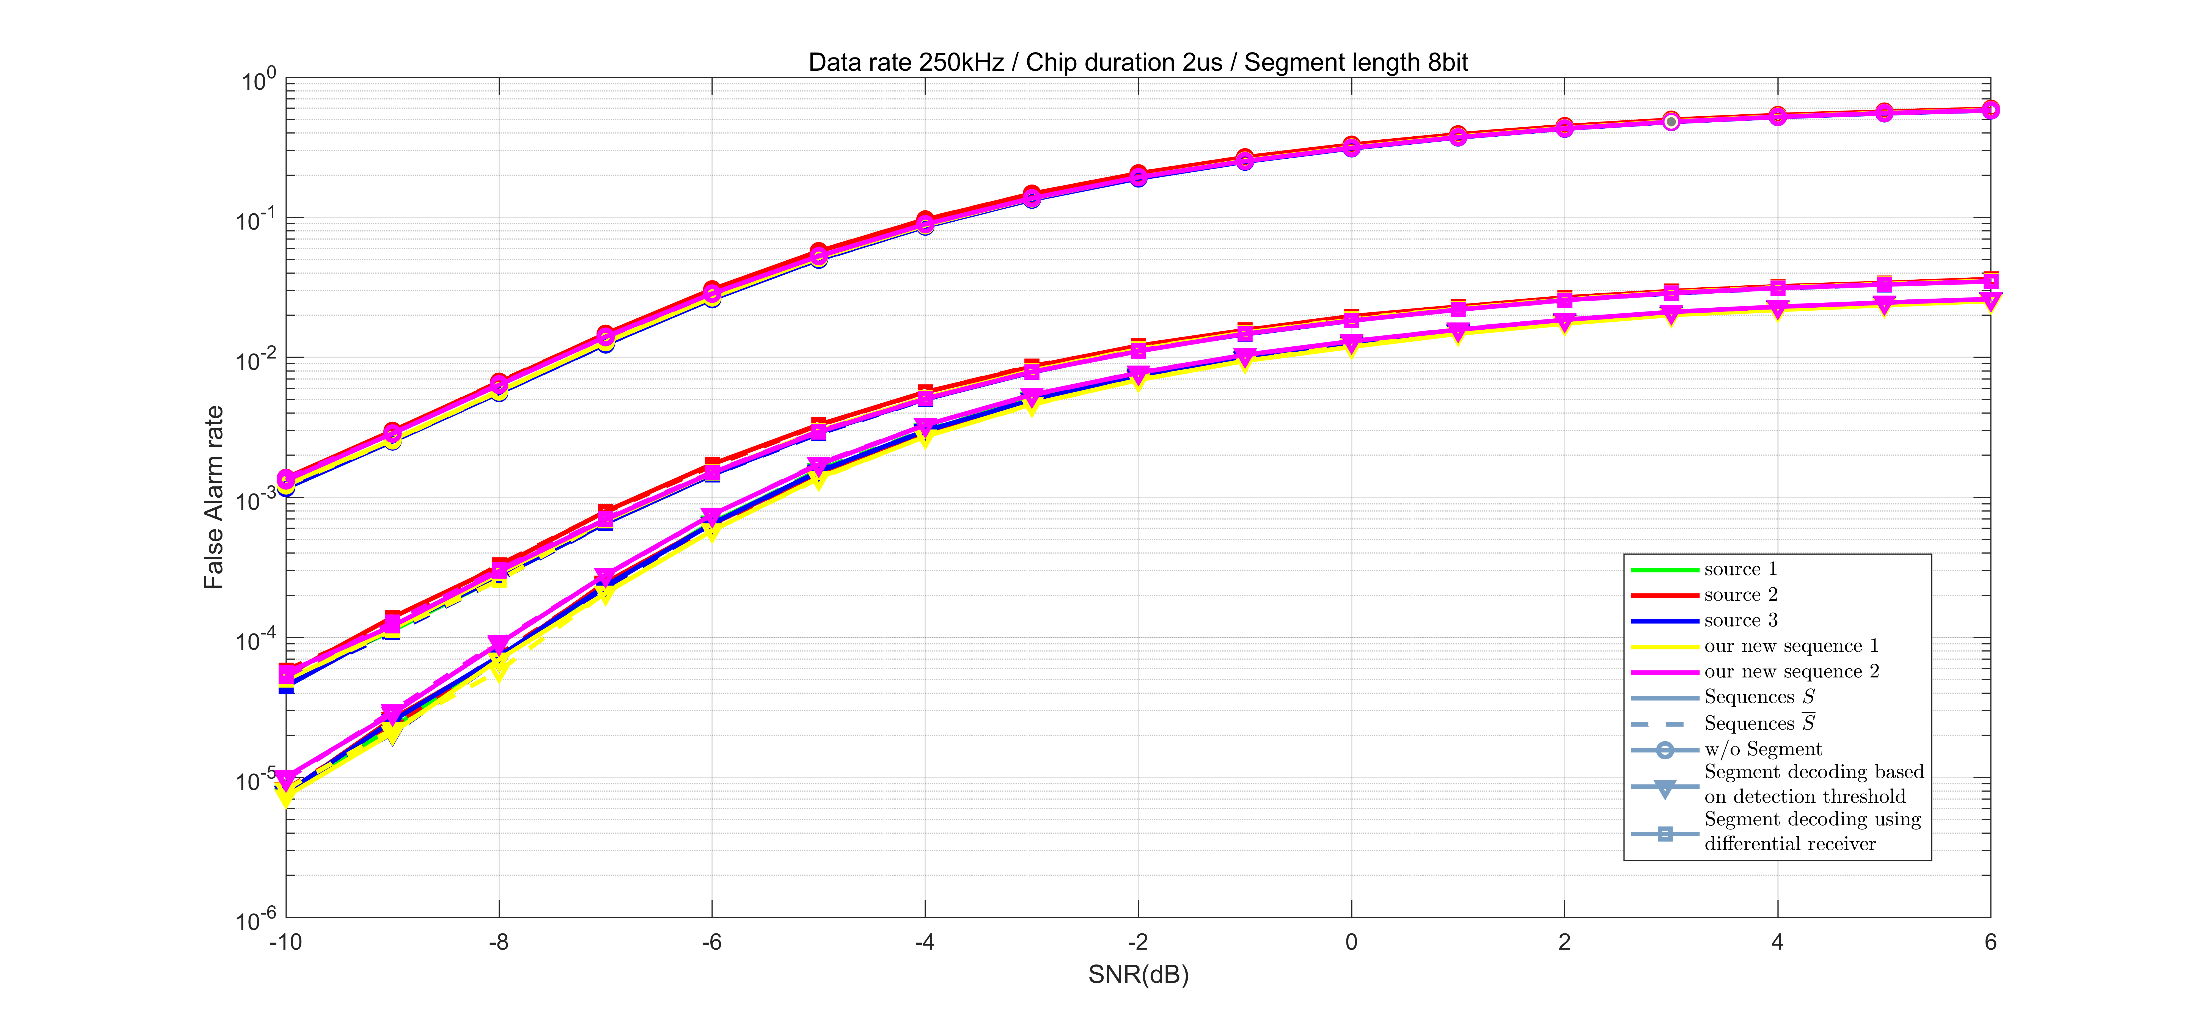 Data rate 250kHz / Chip duration 2us / Segment length 8bit
10^0
10^-1
10^-2
10^-3
10^-4
10^-5
10^-6
False Alarm rate
-10 -8 -6 -4 -2 0 2 4 6
SNR(dB)
source 1
source 2
source 3
our new sequence 1
our new sequence 2
Sequences S
Sequences S̅
w/o Segment
Segment decoding based
on detection threshold
Segment decoding using
differential receiver